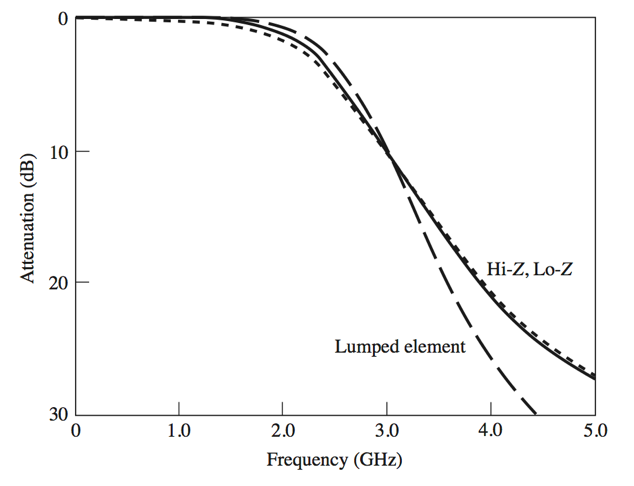 0
10
20
30
Attenuation (dB)
Hi-Z, Lo-Z
Lumped element
0
1.0
2.0
3.0
4.0
5.0
Frequency (GHz)